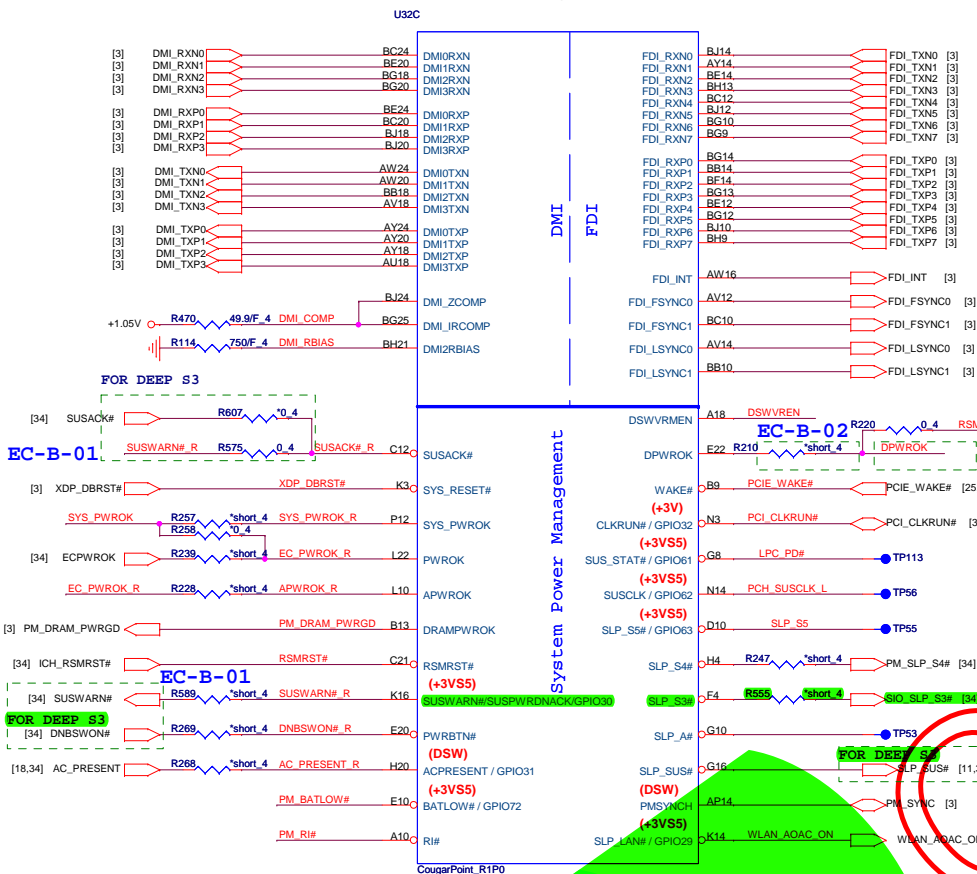 U32C
[3] DMI_RXN0 BC24 DMI0RXN FDI_RXN0 BJ14 FDI_TXN0 [3]
[3] DMI_RXN1 BE20 DMI1RXN FDI_RXN1 AY14 FDI_TXN1 [3]
[3] DMI_RXN2 BG18 DMI2RXN FDI_RXN2 BE14 FDI_TXN2 [3]
[3] DMI_RXN3 BG20 DMI3RXN FDI_RXN3 BH13 FDI_TXN3 [3]
FDI_RXN4 BC12 FDI_TXN4 [3]
[3] DMI_RXP0 BE24 DMI0RXP FDI_RXN5 BJ12 FDI_TXN5 [3]
[3] DMI_RXP1 BC20 DMI1RXP FDI_RXN6 BG10 FDI_TXN6 [3]
[3] DMI_RXP2 BJ18 DMI2RXP FDI_RXN7 BG9 FDI_TXN7 [3]
[3] DMI_RXP3 BJ20 DMI3RXP
FDI_RXP0 BG14 FDI_TXP0 [3]
[3] DMI_TXN0 AW24 DMI0TXN FDI_RXP1 BB14 FDI_TXP1 [3]
[3] DMI_TXN1 AW20 DMI1TXN FDI_RXP2 BF14 FDI_TXP2 [3]
[3] DMI_TXN2 BB18 DMI2TXN FDI_RXP3 BG13 FDI_TXP3 [3]
[3] DMI_TXN3 AV18 DMI3TXN FDI_RXP4 BE12 FDI_TXP4 [3]
FDI_RXP5 BG12 FDI_TXP5 [3]
[3] DMI_TXP0 AY24 DMI0TXP FDI_RXP6 BJ10 FDI_TXP6 [3]
[3] DMI_TXP1 AY20 DMI1TXP FDI_RXP7 BH9 FDI_TXP7 [3]
[3] DMI_TXP2 AY18 DMI2TXP
[3] DMI_TXP3 AU18 DMI3TXP
DMI FDI
FDI_INT AW16 FDI_INT [3]
BJ24 DMI_ZCOMP FDI_FSYNC0 AV12 FDI_FSYNC0 [3]
+1.05V R470 49.9/F_4 DMI_COMP BG25 DMI_IRCOMP FDI_FSYNC1 BC10 FDI_FSYNC1 [3]
R114 750/F_4 DMI_RBIAS BH21 DMI2RBIAS FDI_LSYNC0 AV14 FDI_LSYNC0 [3]
FDI_LSYNC1 BB10 FDI_LSYNC1 [3]
FOR DEEP S3
[34] SUSACK# R607 *0_4 DSWVRMEN A18 DSWVREN
EC-B-02 R220 0_4 RSM
EC-B-01 SUSWARN#_R R575 0_4 SUSACK#_R C12 SUSACK# DPWROK E22 R210 *short_4 DPWROK
[3] XDP_DBRST# XDP_DBRST# K3 SYS_RESET# WAKE# B9 PCIE_WAKE# PCIE_WAKE# [25
(+3V)
SYS_PWROK R257 *short_4 SYS_PWROK_R P12 SYS_PWROK CLKRUN# / GPIO32 N3 PCI_CLKRUN# PCI_CLKRUN# [3
R258 *0_4
(+3VS5)
[34] ECPWROK R239 *short_4 EC_PWROK_R L22 PWROK SUS_STAT# / GPIO61 G8 LPC_PD# TP113
(+3VS5)
EC_PWROK_R R228 *short_4 APWROK_R L10 APWROK SUSCLK / GPIO62 N14 PCH_SUSCLK_L TP56
(+3VS5)
[3] PM_DRAM_PWRGD PM_DRAM_PWRGD B13 DRAMPWROK SLP_S5# / GPIO63 D10 SLP_S5 TP55
System Power Management
[34] ICH_RSMRST# RSMRST# C21 RSMRST# SLP_S4# H4 R247 *short_4 PM_SLP_S4# [34]
EC-B-01
(+3VS5)
[34] SUSWARN# R589 *short_4 SUSWARN#_R K16 SUSWARN#/SUSPWRDNACK/GPIO30 SLP_S3# F4 R555 *short_4 SIO_SLP_S3# [34
FOR DEEP S3
[34] DNBSWON# R269 *short_4 DNBSWON#_R E20 PWRBTN# SLP_A# G10 TP53
(DSW)
FOR DEEP S3
[18,34] AC_PRESENT R268 *short_4 AC_PRESENT_R H20 ACPRESENT / GPIO31 SLP_SUS# G16 SLP_SUS# [11,
(+3VS5) (DSW)
PM_BATLOW# E10 BATLOW# / GPIO72 PMSYNCH AP14 PM_SYNC [3]
(+3VS5)
PM_RI# A10 RI# SLP_LAN# / GPIO29 K14 WLAN_AOAC_ON WLAN_AOAC_O
CougarPoint_R1P0